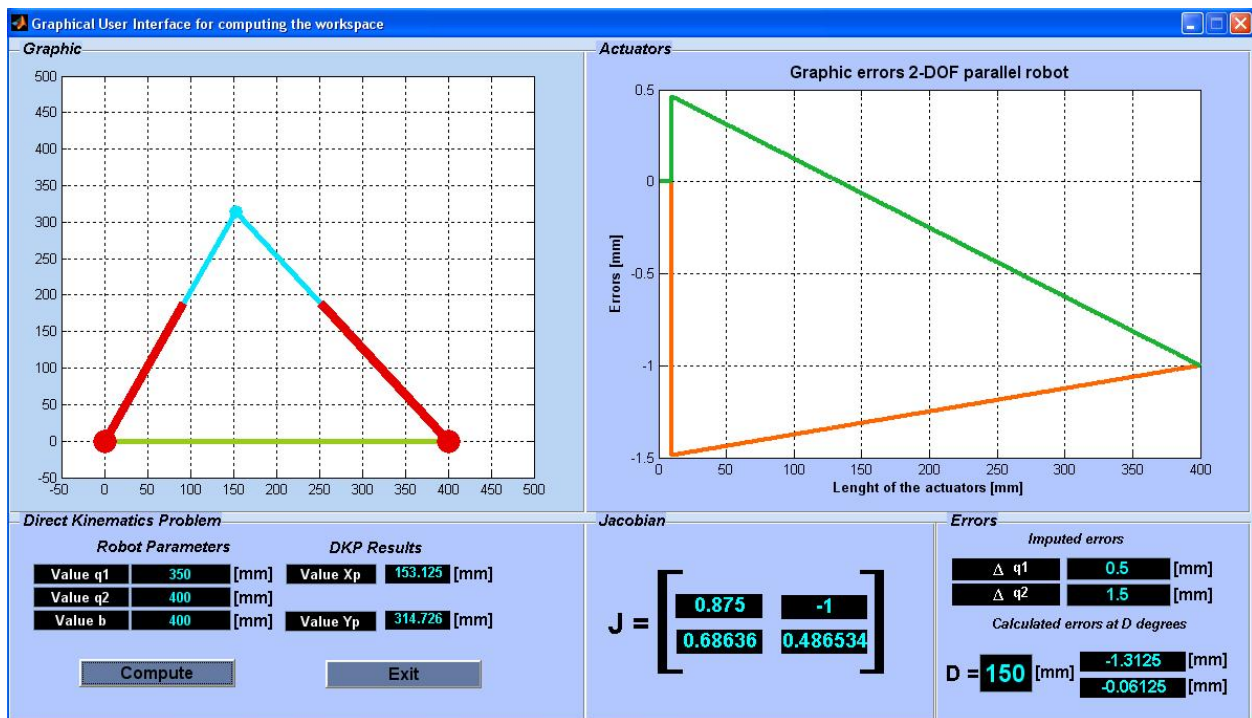 Graphical User Interface for computing the workspace
Graphic
500
450
400
350
300
250
200
150
100
50
0
-50
-50 0 50 100 150 200 250 300 350 400 450 500
Actuators
Graphic errors 2-DOF parallel robot
Errors [mm]
0.5
0
-0.5
-1
-1.5
0 50 100 150 200 250 300 350 400
Lenght of the actuators [mm]
Direct Kinematics Problem
Robot Parameters
Value q1 350 [mm]
Value q2 400 [mm]
Value b 400 [mm]
DKP Results
Value Xp 153.125 [mm]
Value Yp 314.726 [mm]
Compute
Exit
Jacobian
J =
0.875 -1
0.68636 0.486534
Errors
Imputed errors
Δ q1 0.5 [mm]
Δ q2 1.5 [mm]
Calculated errors at D degrees
D = 150 [mm]
-1.3125 [mm]
-0.06125 [mm]